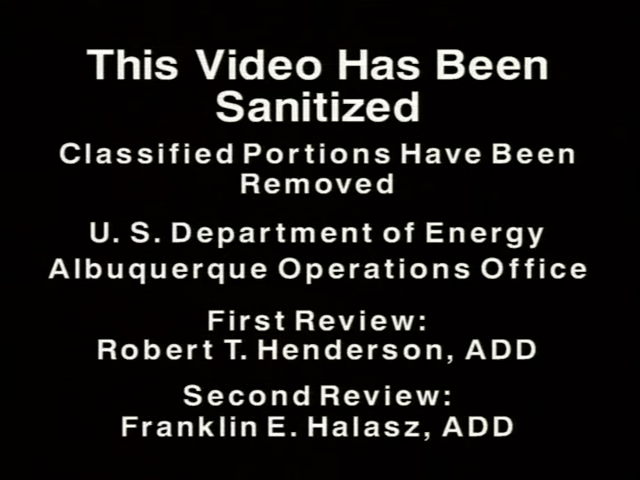 This Video Has Been
Sanitized
Classified Portions Have Been
Removed
U. S. Department of Energy
Albuquerque Operations Office
First Review:
Robert T. Henderson, ADD
Second Review:
Franklin E. Halasz, ADD